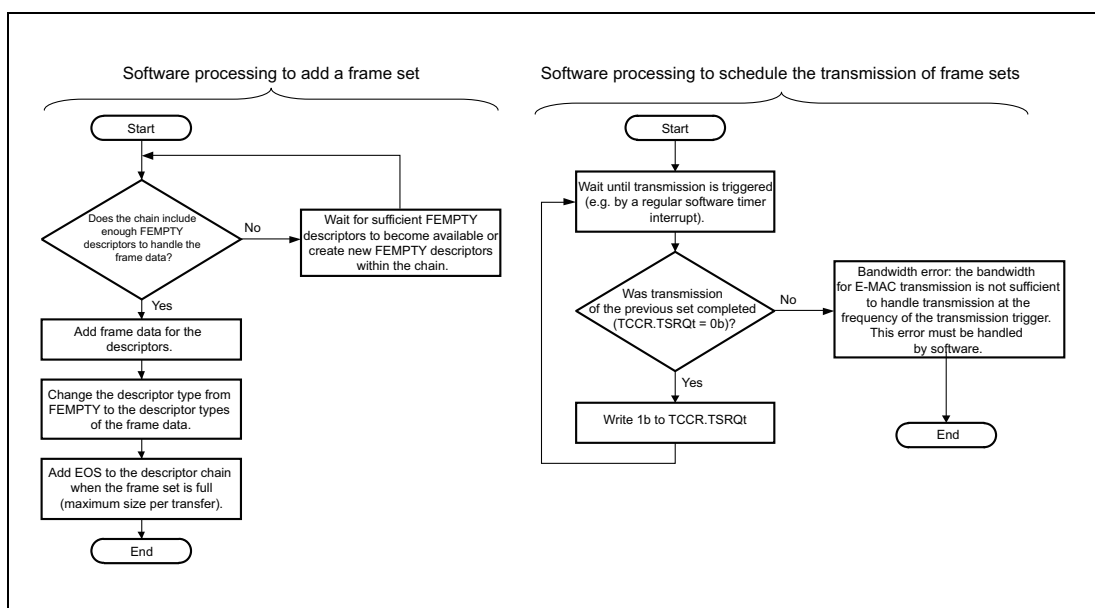 Software processing to add a frame set
Start
Does the chain include
enough FEMPTY
descriptors to handle the
frame data?
No
Wait for sufficient FEMPTY
descriptors to become available or
create new FEMPTY descriptors
within the chain.
Yes
Add frame data for the
descriptors.
Change the descriptor type from
FEMPTY to the descriptor types
of the frame data.
Add EOS to the descriptor chain
when the frame set is full
(maximum size per transfer).
End
Software processing to schedule the transmission of frame sets
Start
Wait until transmission is triggered
(e.g. by a regular software timer
interrupt).
Was transmission
of the previous set completed
(TCCR.TSRQt = 0b)?
No
Bandwidth error: the bandwidth
for E-MAC transmission is not sufficient
to handle transmission at the
frequency of the transmission trigger.
This error must be handled
by software.
Yes
Write 1b to TCCR.TSRQt
End